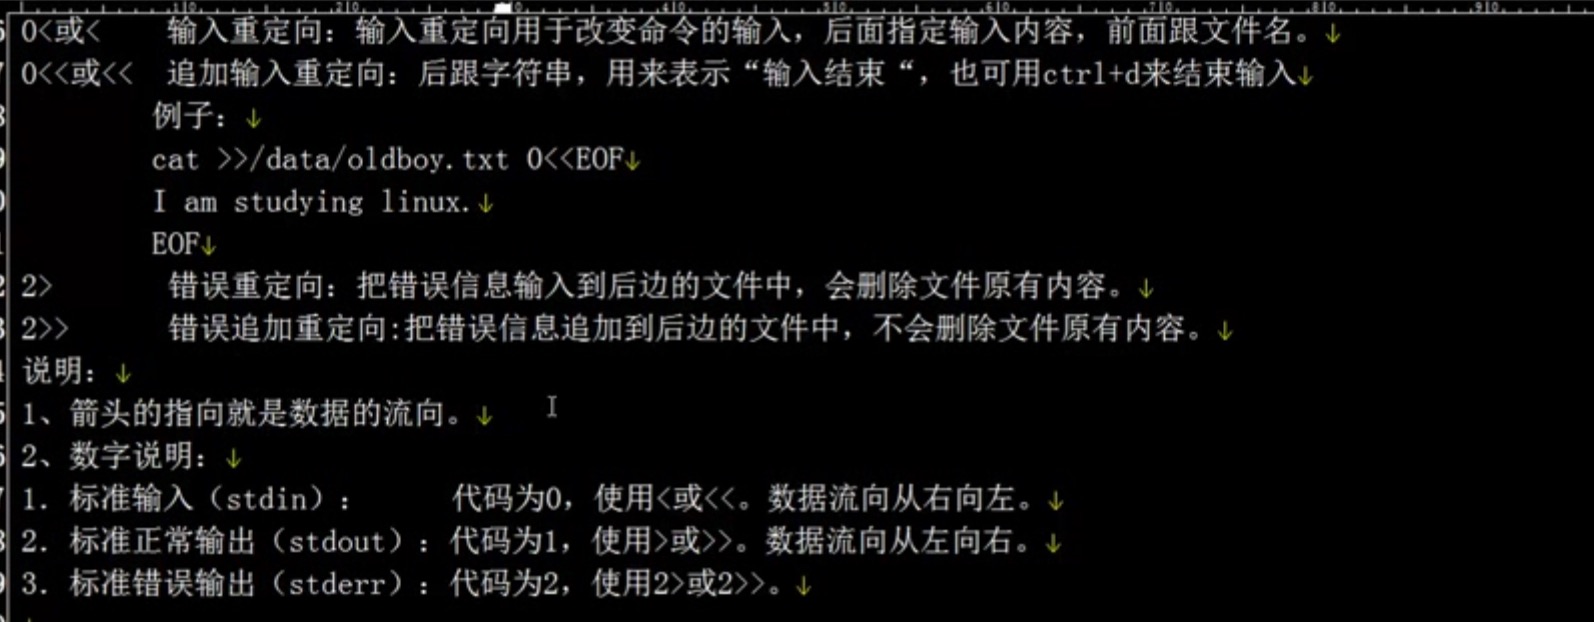 0<或<    输入重定向：输入重定向用于改变命令的输入，后面指定输入内容，前面跟文件名。↓
0<<或<<  追加输入重定向：后跟字符串，用来表示“输入结束“，也可用ctrl+d来结束输入↓
例子：↓
cat >>/data/oldboy.txt 0<<EOF↓
I am studying linux.↓
EOF↓
2>       错误重定向：把错误信息输入到后边的文件中，会删除文件原有内容。↓
2>>      错误追加重定向:把错误信息追加到后边的文件中，不会删除文件原有内容。↓
说明：↓
1、箭头的指向就是数据的流向。↓
2、数字说明：↓
1. 标准输入（stdin）：      代码为0，使用<或<<。数据流向从右向左。↓
2. 标准正常输出（stdout）：代码为1，使用>或>>。数据流向从左向右。↓
3. 标准错误输出（stderr）：代码为2，使用2>或2>>。↓